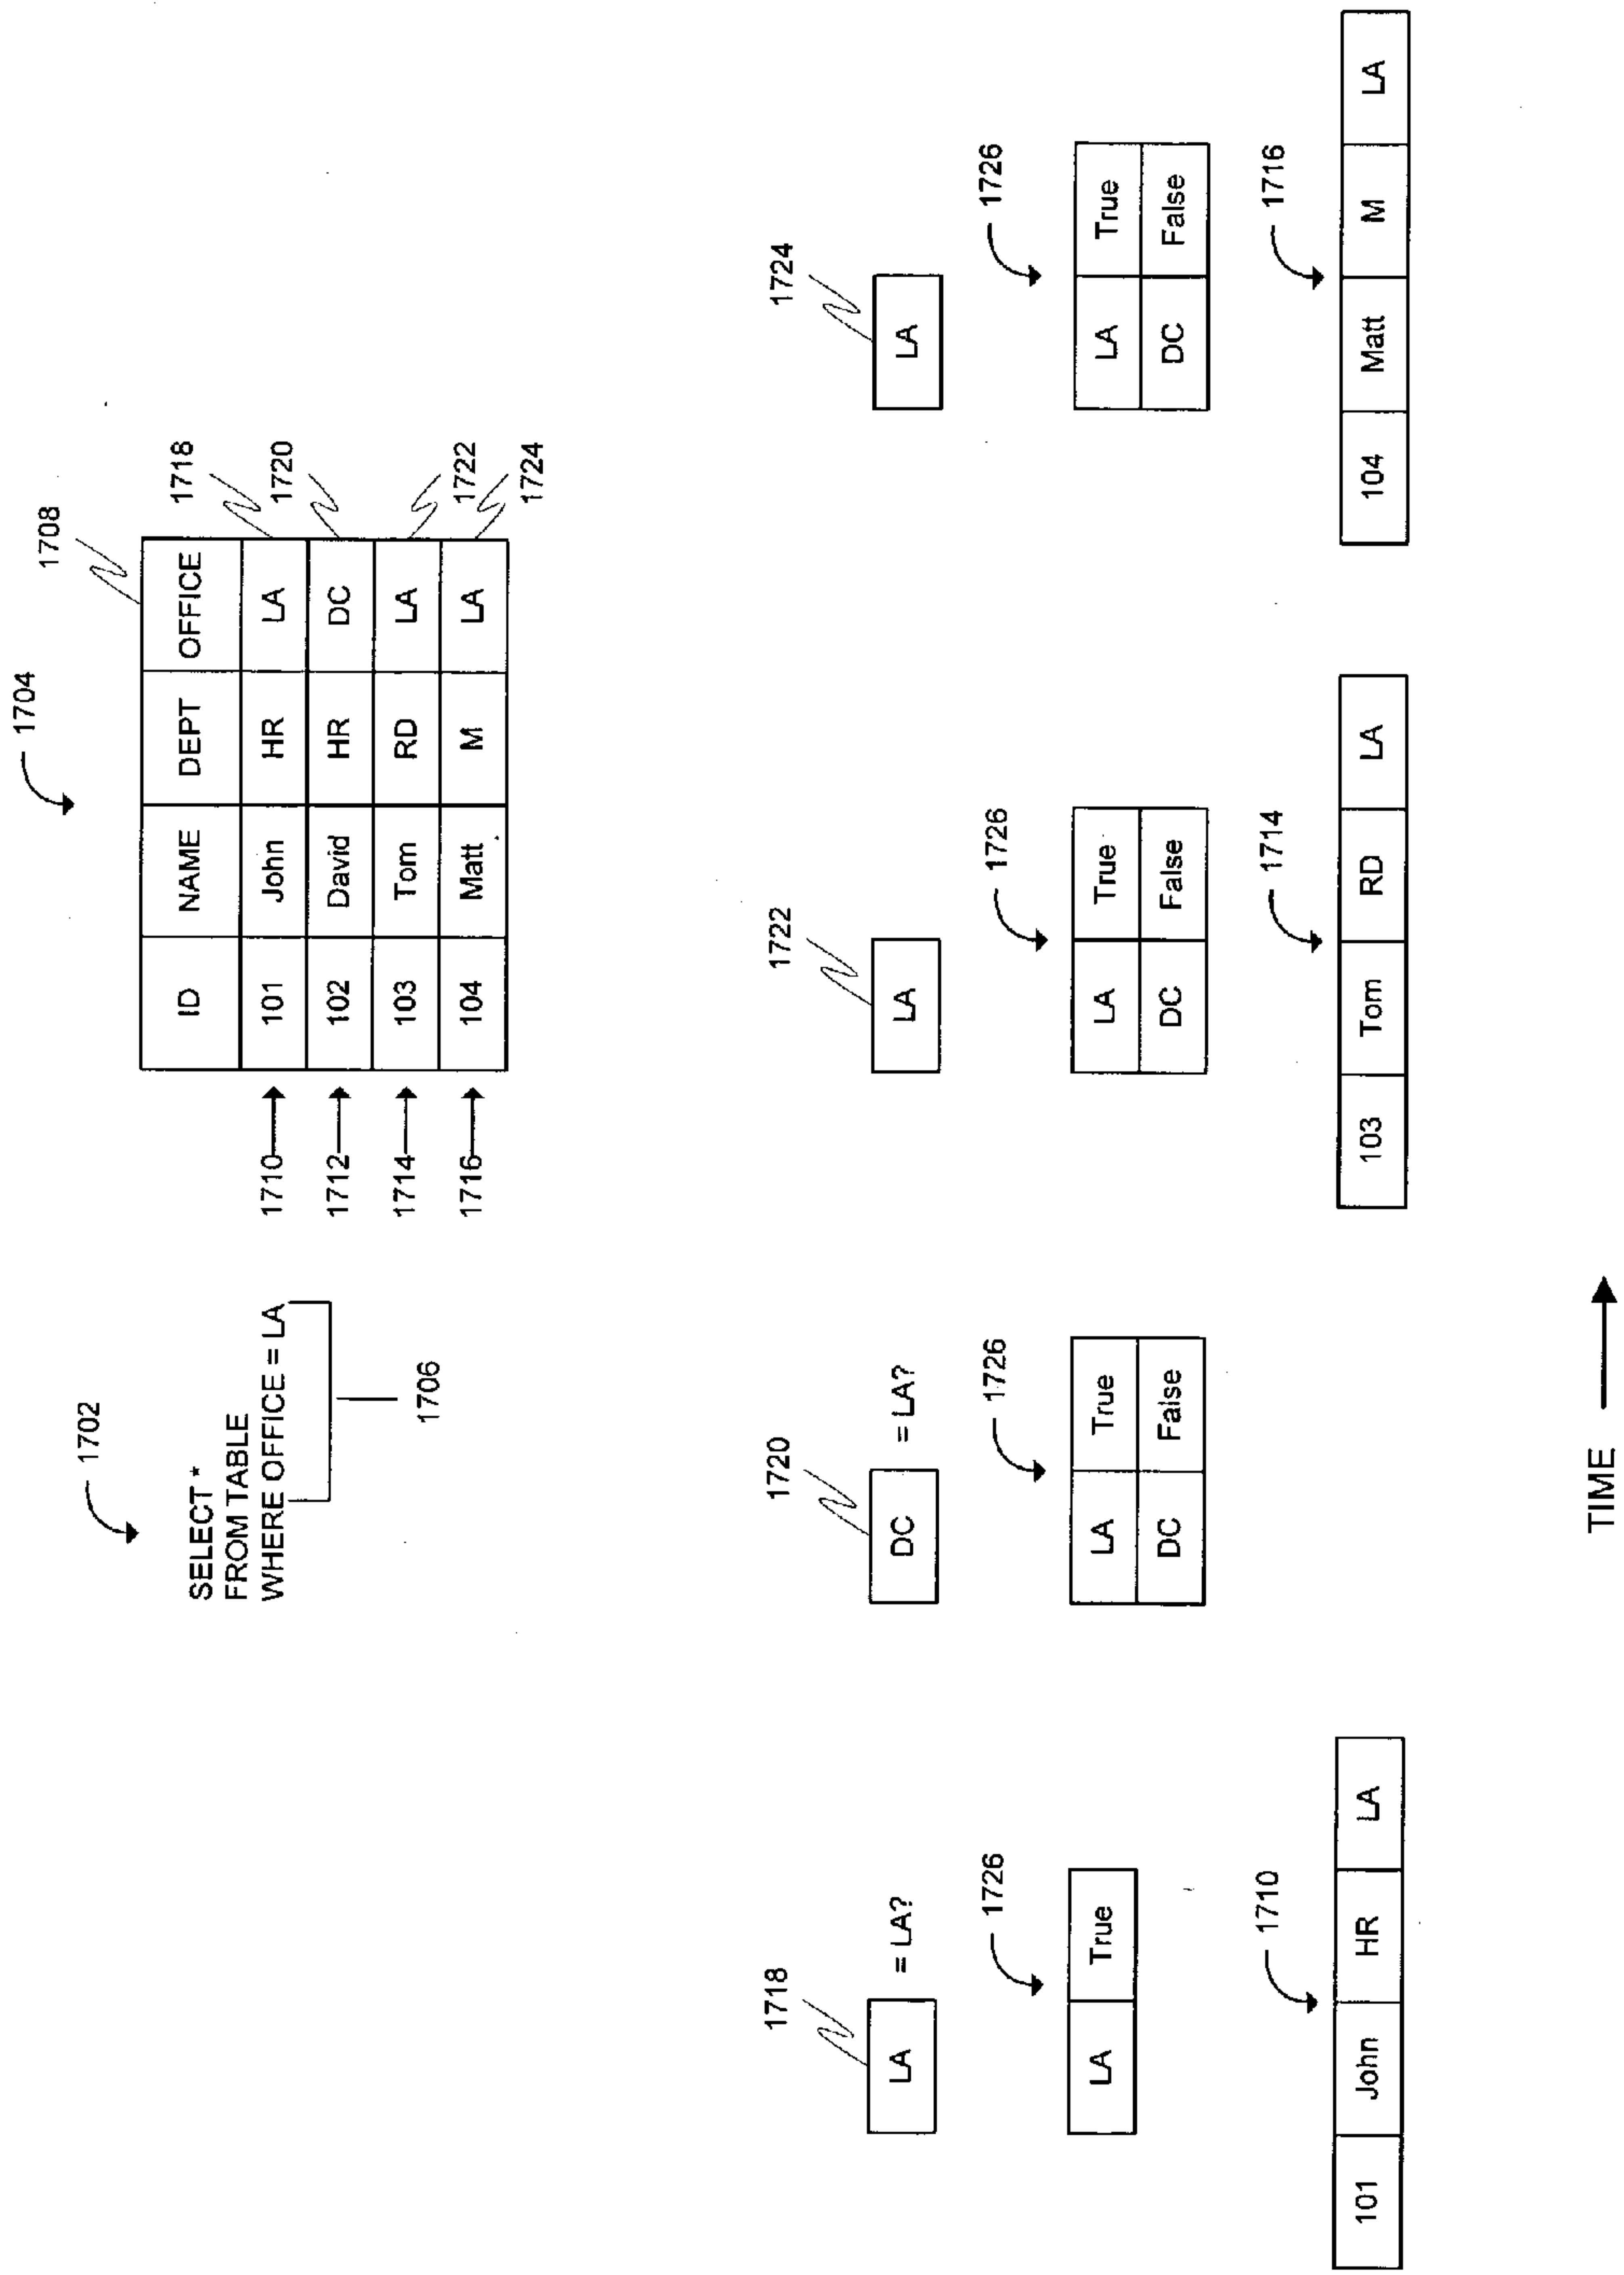 1702
SELECT *
FROM TABLE
WHERE OFFICE = LA
1706
1704
1708
ID NAME DEPT OFFICE
1710 101 John HR LA 1718
1712 102 David HR DC 1720
1714 103 Tom RD LA 1722
1716 104 Matt M LA 1724
1718
LA = LA?
1726
LA True
1710
101 John HR LA
1720
DC = LA?
1726
LA True
DC False
1722
LA
1726
LA True
DC False
1714
103 Tom RD LA
1724
LA
1726
LA True
DC False
1716
104 Matt M LA
TIME